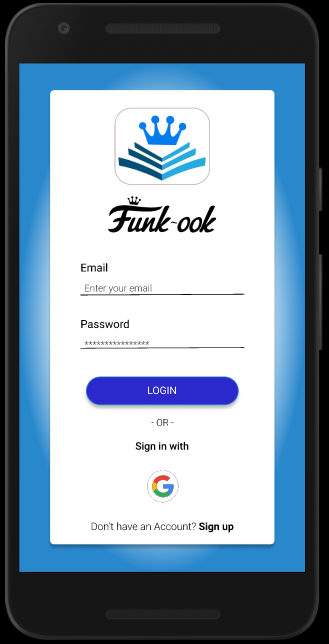 Funk~ook
Email
Enter your email
Password
****************
LOGIN
- OR -
Sign in with
G
Don't have an Account? Sign up